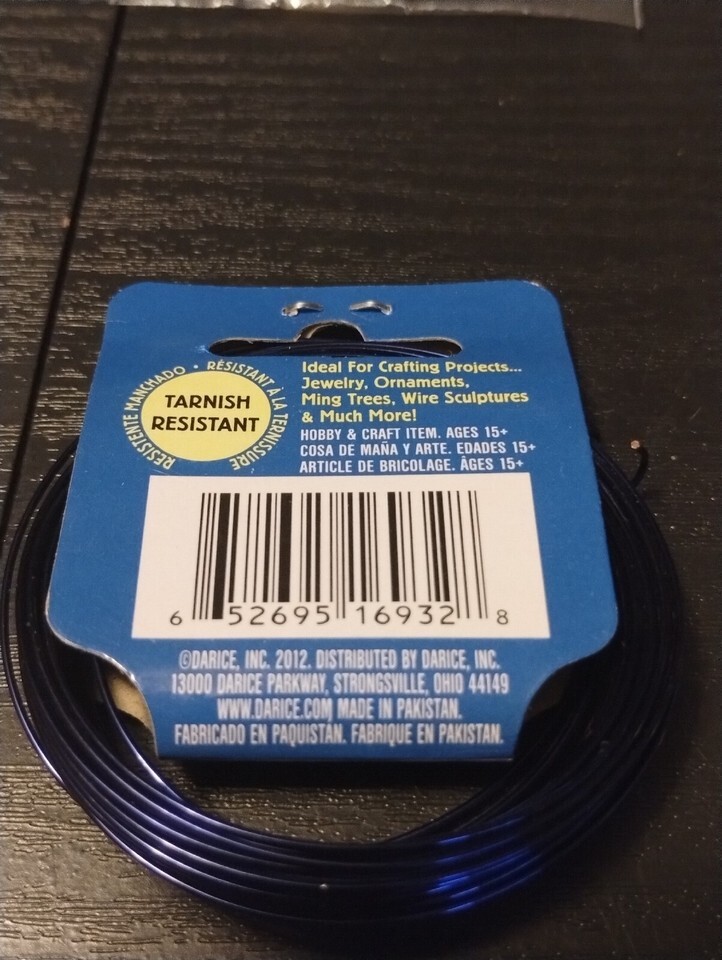 RÉSISTANT À LA TERNISSURE
RESISTENTE MANCHADO •
TARNISH
RESISTANT
Ideal For Crafting Projects...
Jewelry, Ornaments,
Ming Trees, Wire Sculptures
& Much More!
HOBBY & CRAFT ITEM. AGES 15+
COSA DE MAÑA Y ARTE. EDADES 15+
ARTICLE DE BRICOLAGE. ÂGES 15+
6 52695 16932 8
©DARICE, INC. 2012. DISTRIBUTED BY DARICE, INC.
13000 DARICE PARKWAY, STRONGSVILLE, OHIO 44149
WWW.DARICE.COM MADE IN PAKISTAN.
FABRICADO EN PAQUISTAN. FABRIQUE EN PAKISTAN.